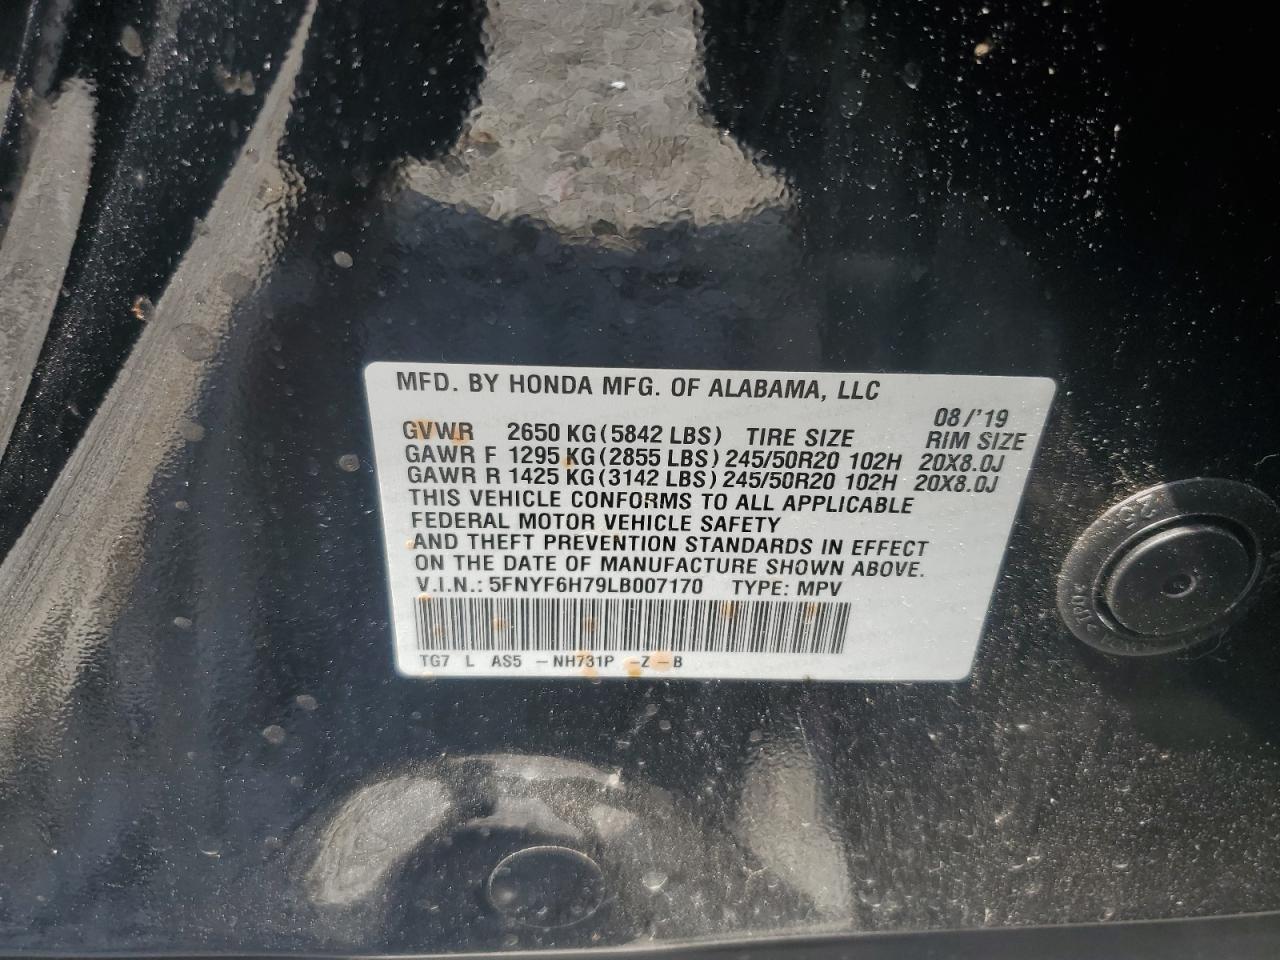 MFD. BY HONDA MFG. OF ALABAMA, LLC
08/'19
GVWR 2650 KG (5842 LBS) TIRE SIZE RIM SIZE
GAWR F 1295 KG (2855 LBS) 245/50R20 102H 20X8.0J
GAWR R 1425 KG (3142 LBS) 245/50R20 102H 20X8.0J
THIS VEHICLE CONFORMS TO ALL APPLICABLE
FEDERAL MOTOR VEHICLE SAFETY
AND THEFT PREVENTION STANDARDS IN EFFECT
ON THE DATE OF MANUFACTURE SHOWN ABOVE.
V.I.N.: 5FNYF6H79LB007170 TYPE: MPV
TG7 L AS5 -NH731P -Z -B